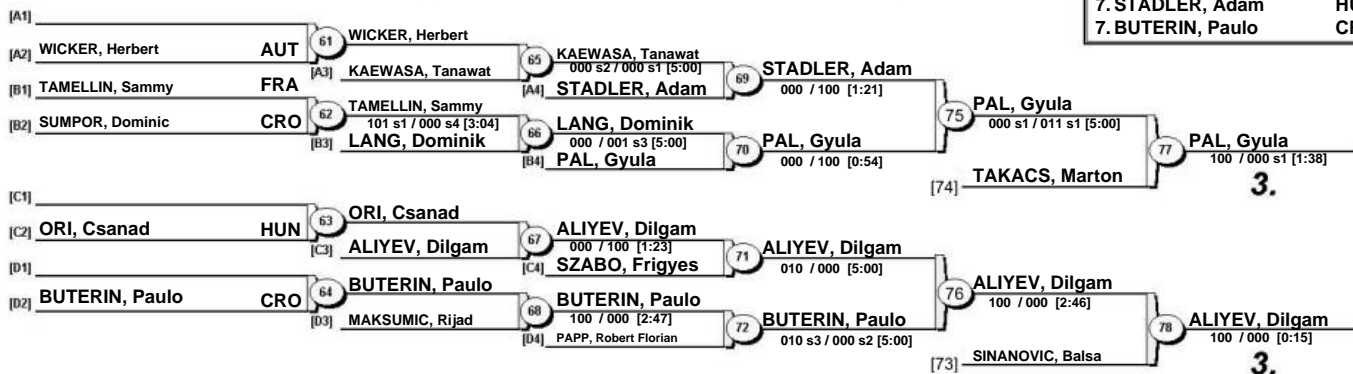 7. STADLER, Adam
7. BUTERIN, Paulo
[A1]
[A2] WICKER, Herbert AUT
61
WICKER, Herbert
[A3] KAEWASA, Tanawat
65
KAEWASA, Tanawat
000 s2 / 000 s1 [5:00]
[A4] STADLER, Adam
69
STADLER, Adam
000 / 100 [1:21]
[B1] TAMELLIN, Sammy FRA
[B2] SUMPOR, Dominic CRO
62
TAMELLIN, Sammy
101 s1 / 000 s4 [3:04]
[B3] LANG, Dominik
66
LANG, Dominik
000 / 001 s3 [5:00]
[B4] PAL, Gyula
70
PAL, Gyula
000 / 100 [0:54]
75
PAL, Gyula
000 s1 / 011 s1 [5:00]
[74] TAKACS, Marton
77
PAL, Gyula
100 / 000 s1 [1:38]
3.
[C1]
[C2] ORI, Csanad HUN
63
ORI, Csanad
[C3] ALIYEV, Dilgam
67
ALIYEV, Dilgam
000 / 100 [1:23]
[C4] SZABO, Frigyes
71
ALIYEV, Dilgam
010 / 000 [5:00]
[D1]
[D2] BUTERIN, Paulo CRO
64
BUTERIN, Paulo
[D3] MAKSUMIC, Rijad
68
BUTERIN, Paulo
100 / 000 [2:47]
[D4] PAPP, Robert Florian
72
BUTERIN, Paulo
010 s3 / 000 s2 [5:00]
76
ALIYEV, Dilgam
100 / 000 [2:46]
[73] SINANOVIC, Balsa
78
ALIYEV, Dilgam
100 / 000 [0:15]
3.